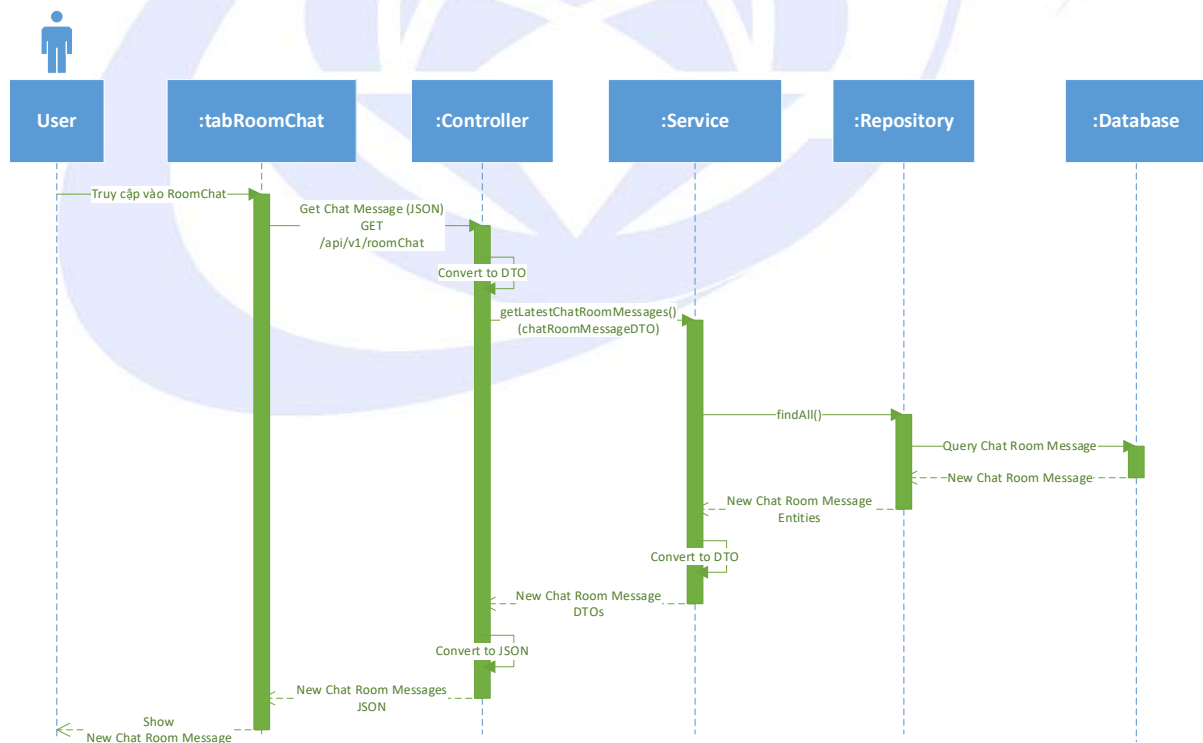 User
:tabRoomChat
:Controller
:Service
:Repository
:Database
Truy cập vào RoomChat
Get Chat Message (JSON)
GET
/api/v1/roomChat
Convert to DTO
getLatestChatRoomMessages()
(chatRoomMessageDTO)
findAll()
Query Chat Room Message
New Chat Room Message
New Chat Room Message
Entities
Convert to DTO
New Chat Room Message
DTOs
Convert to JSON
New Chat Room Messages
JSON
Show
New Chat Room Message